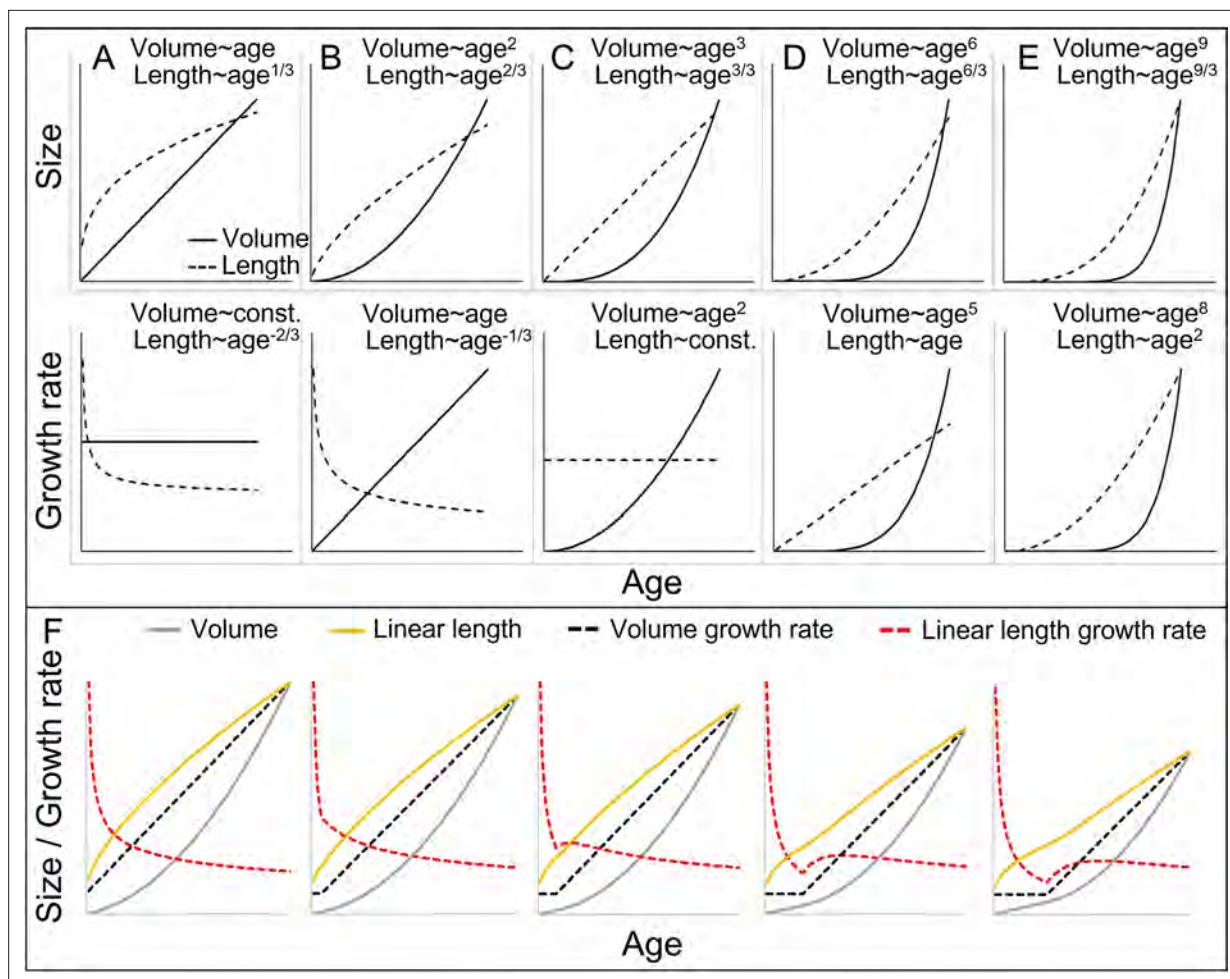 A
Volume~age
Length~age1/3
B
Volume~age2
Length~age2/3
C
Volume~age3
Length~age3/3
D
Volume~age6
Length~age6/3
E
Volume~age9
Length~age9/3
Size
Volume
Length
Volume~const.
Length~age-2/3
Volume~age
Length~age-1/3
Volume~age2
Length~const.
Volume~age5
Length~age
Volume~age8
Length~age2
Growth rate
Age
F
Volume
Linear length
Volume growth rate
Linear length growth rate
Size / Growth rate
Age